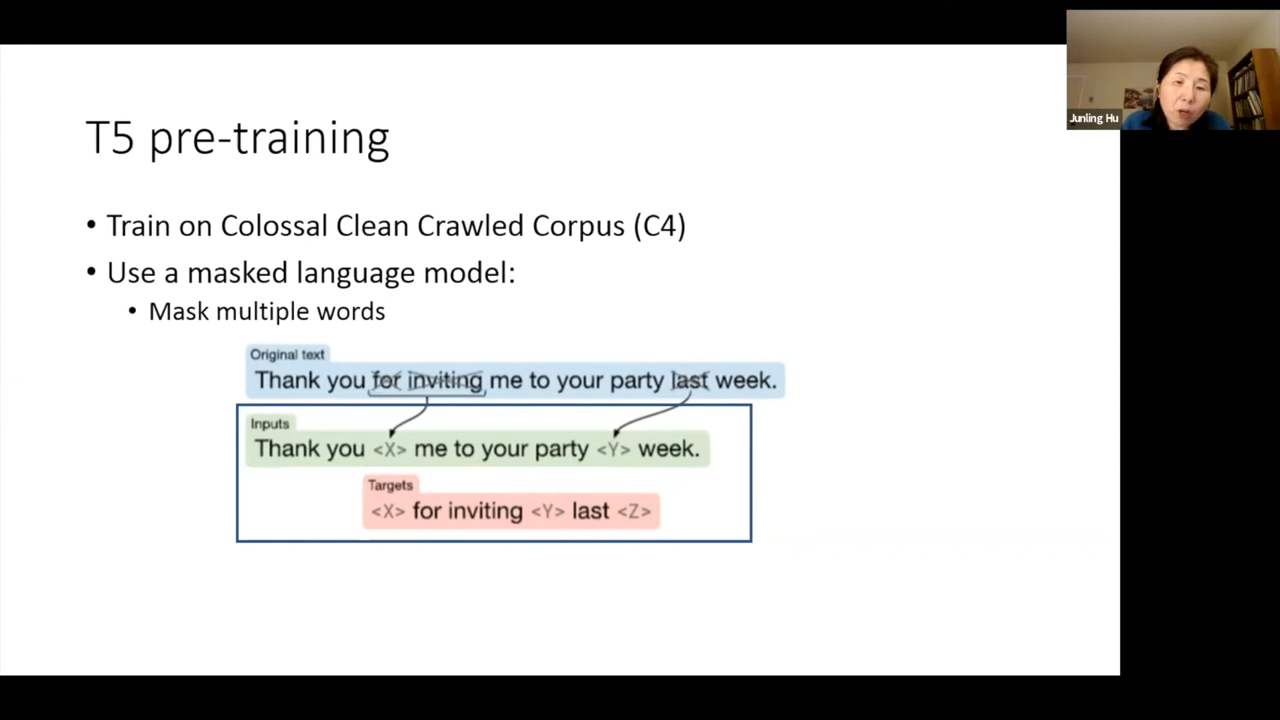 T5 pre-training
• Train on Colossal Clean Crawled Corpus (C4)
• Use a masked language model:
• Mask multiple words
Original text
Thank you for inviting me to your party last week.
Inputs
Thank you <X> me to your party <Y> week.
Targets
<X> for inviting <Y> last <Z>
Junling Hu